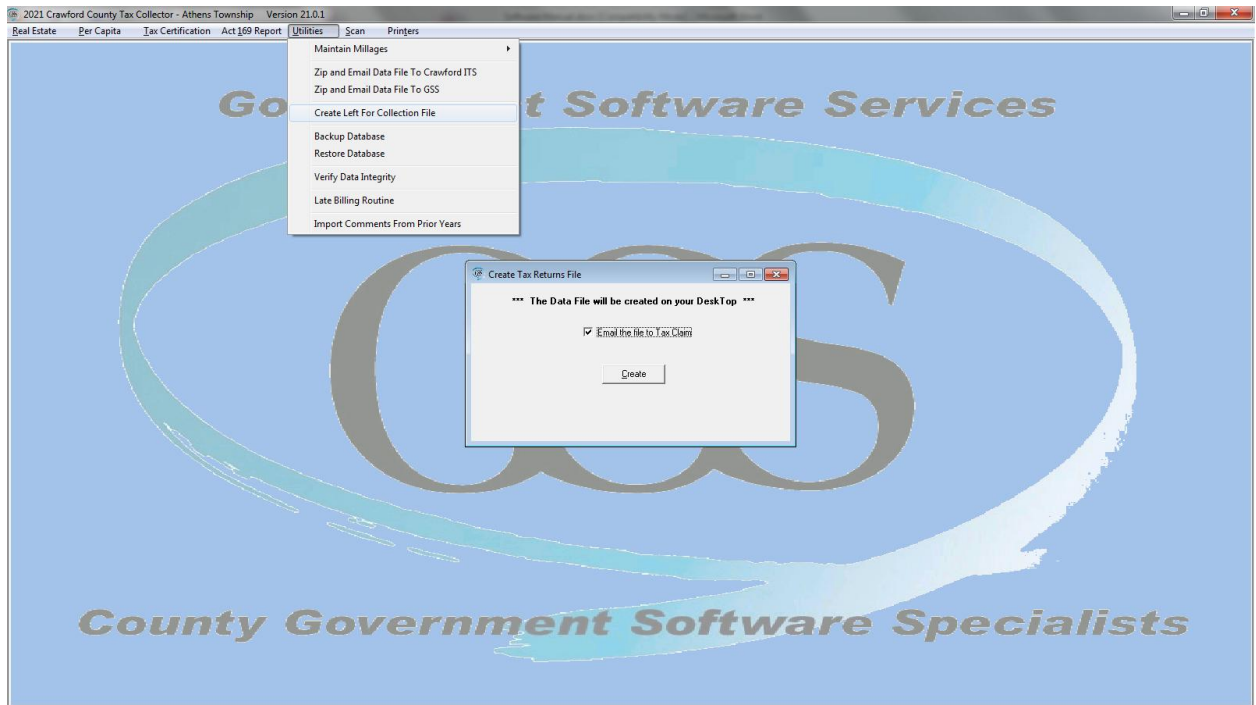 2021 Crawford County Tax Collector - Athens Township Version 21.0.1
Real Estate Per Capita Tax Certification Act 169 Report Utilities Scan Printers
Maintain Millages
Zip and Email Data File To Crawford ITS
Zip and Email Data File To GSS
Create Left For Collection File
Backup Database
Restore Database
Verify Data Integrity
Late Billing Routine
Import Comments From Prior Years
Go t Software Services
GSS
Create Tax Returns File
*** The Data File will be created on your DeskTop ***
Email the file to Tax Claim
Create
County Government Software Specialists